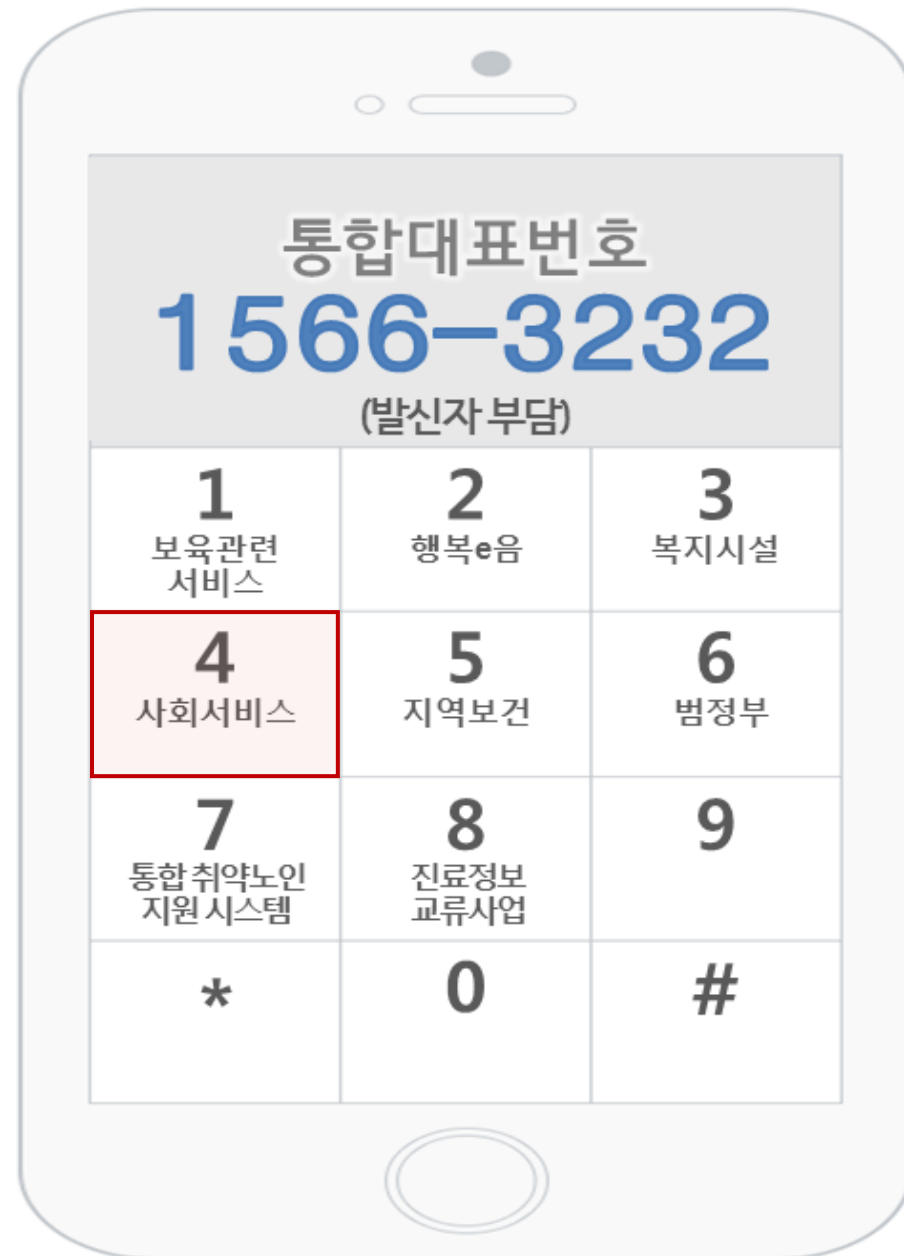 통합대표번호
1566-3232
(발신자 부담)
1
보육관련
서비스
2
행복e음
3
복지시설
4
사회서비스
5
지역보건
6
범정부
7
통합 취약노인
지원 시스템
8
진료정보
교류사업
9
*
0
#